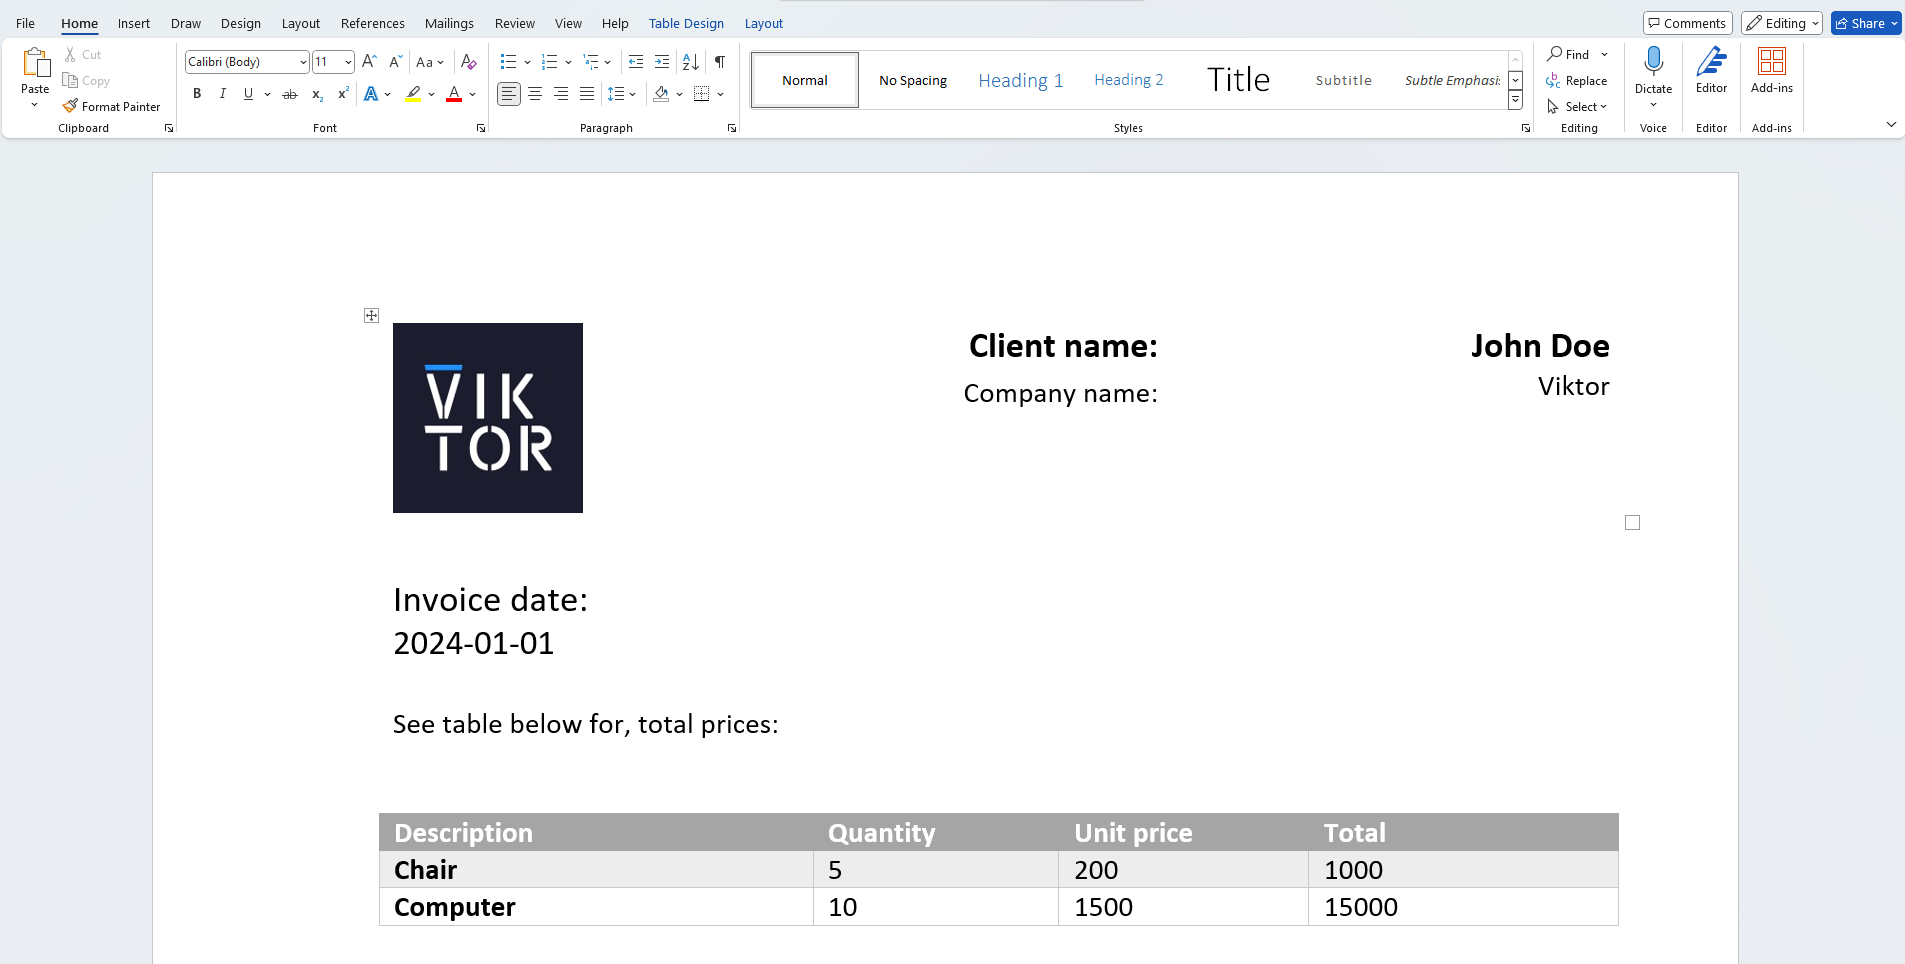 File Home Insert Draw Design Layout References Mailings Review View Help Table Design Layout Comments Editing Share
Paste
Cut
Copy
Format Painter
Clipboard
Calibri (Body) 11
Font
Paragraph
Normal No Spacing Heading 1 Heading 2 Title Subtitle Subtle Emphasis
Styles
Find
Replace
Select
Editing
Dictate
Voice
Editor
Editor
Add-ins
Add-ins
VIK
TOR
Client name: John Doe
Company name: Viktor
Invoice date:
2024-01-01
See table below for, total prices:
Description Quantity Unit price Total
Chair 5 200 1000
Computer 10 1500 15000